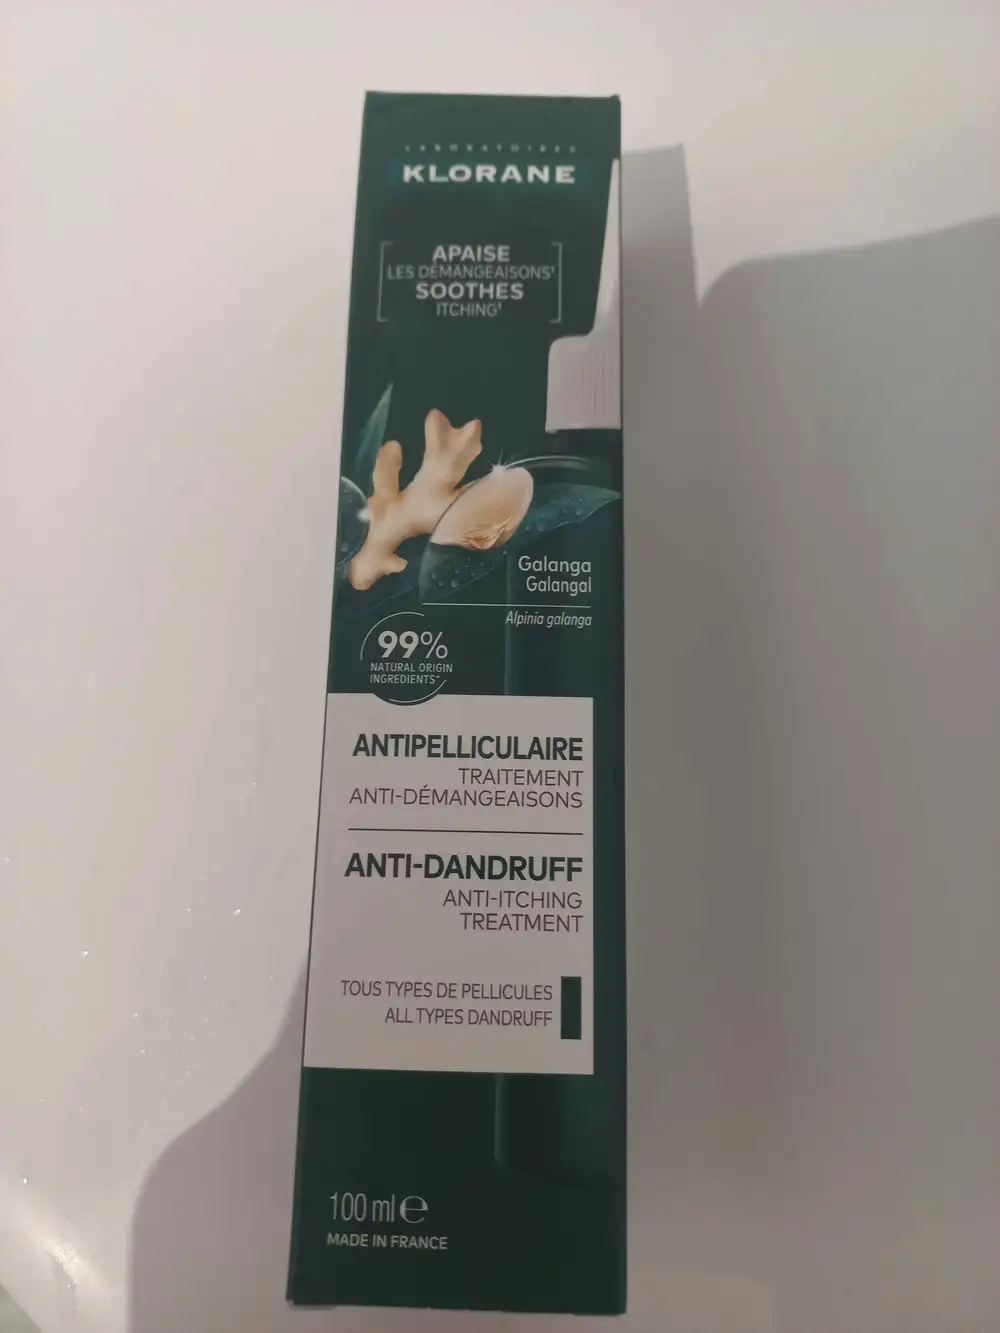 LABORATOIRES
KLORANE
APAISE
LES DÉMANGEAISONS¹
SOOTHES
ITCHING¹
Galanga
Galangal
Alpinia galanga
99%
NATURAL ORIGIN
INGREDIENTS*
ANTIPELLICULAIRE
TRAITEMENT
ANTI-DÉMANGEAISONS
ANTI-DANDRUFF
ANTI-ITCHING
TREATMENT
TOUS TYPES DE PELLICULES
ALL TYPES DANDRUFF
100 ml ℮
MADE IN FRANCE